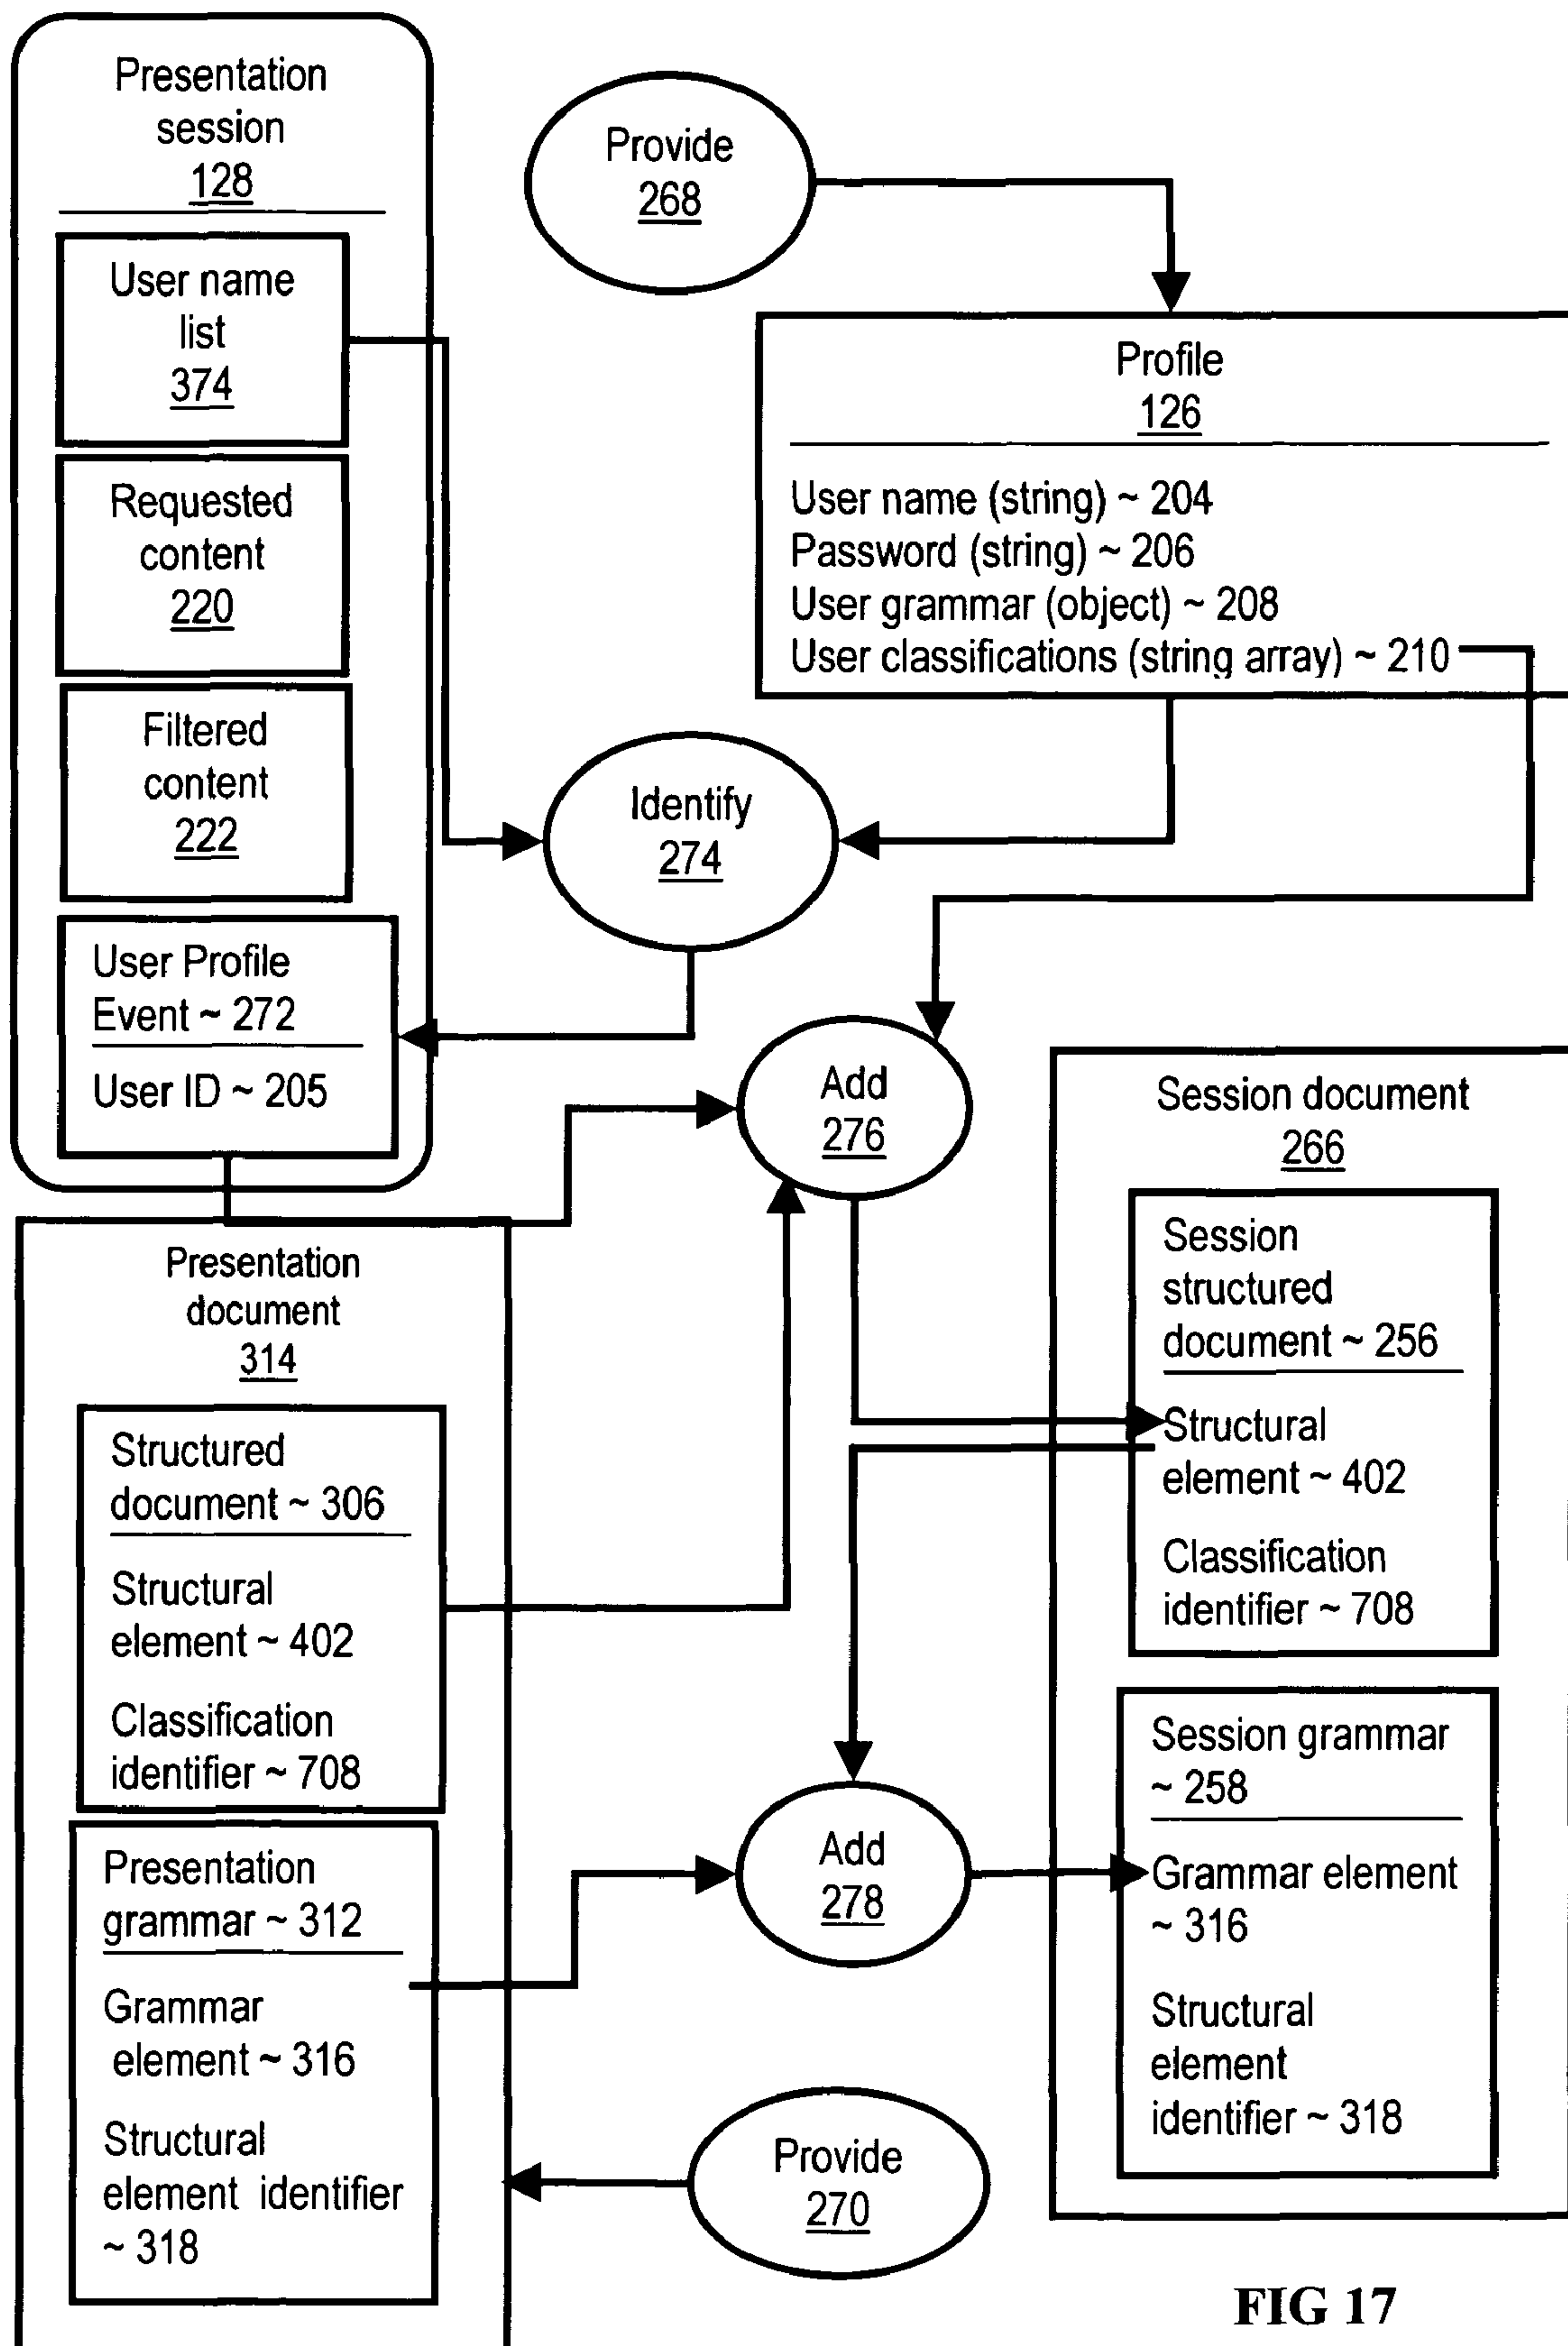 Presentation
session
128
User name
list
374
Requested
content
220
Filtered
content
222
User Profile
Event ~ 272
User ID ~ 205
Provide
268
Profile
126
User name (string) ~ 204
Password (string) ~ 206
User grammar (object) ~ 208
User classifications (string array) ~ 210
Identify
274
Add
276
Session document
266
Session
structured
document ~ 256
Structural
element ~ 402
Classification
identifier ~ 708
Session grammar
~ 258
Grammar element
~ 316
Structural
element
identifier ~ 318
Presentation
document
314
Structured
document ~ 306
Structural
element ~ 402
Classification
identifier ~ 708
Presentation
grammar ~ 312
Grammar
element ~ 316
Structural
element identifier
~ 318
Add
278
Provide
270
FIG 17